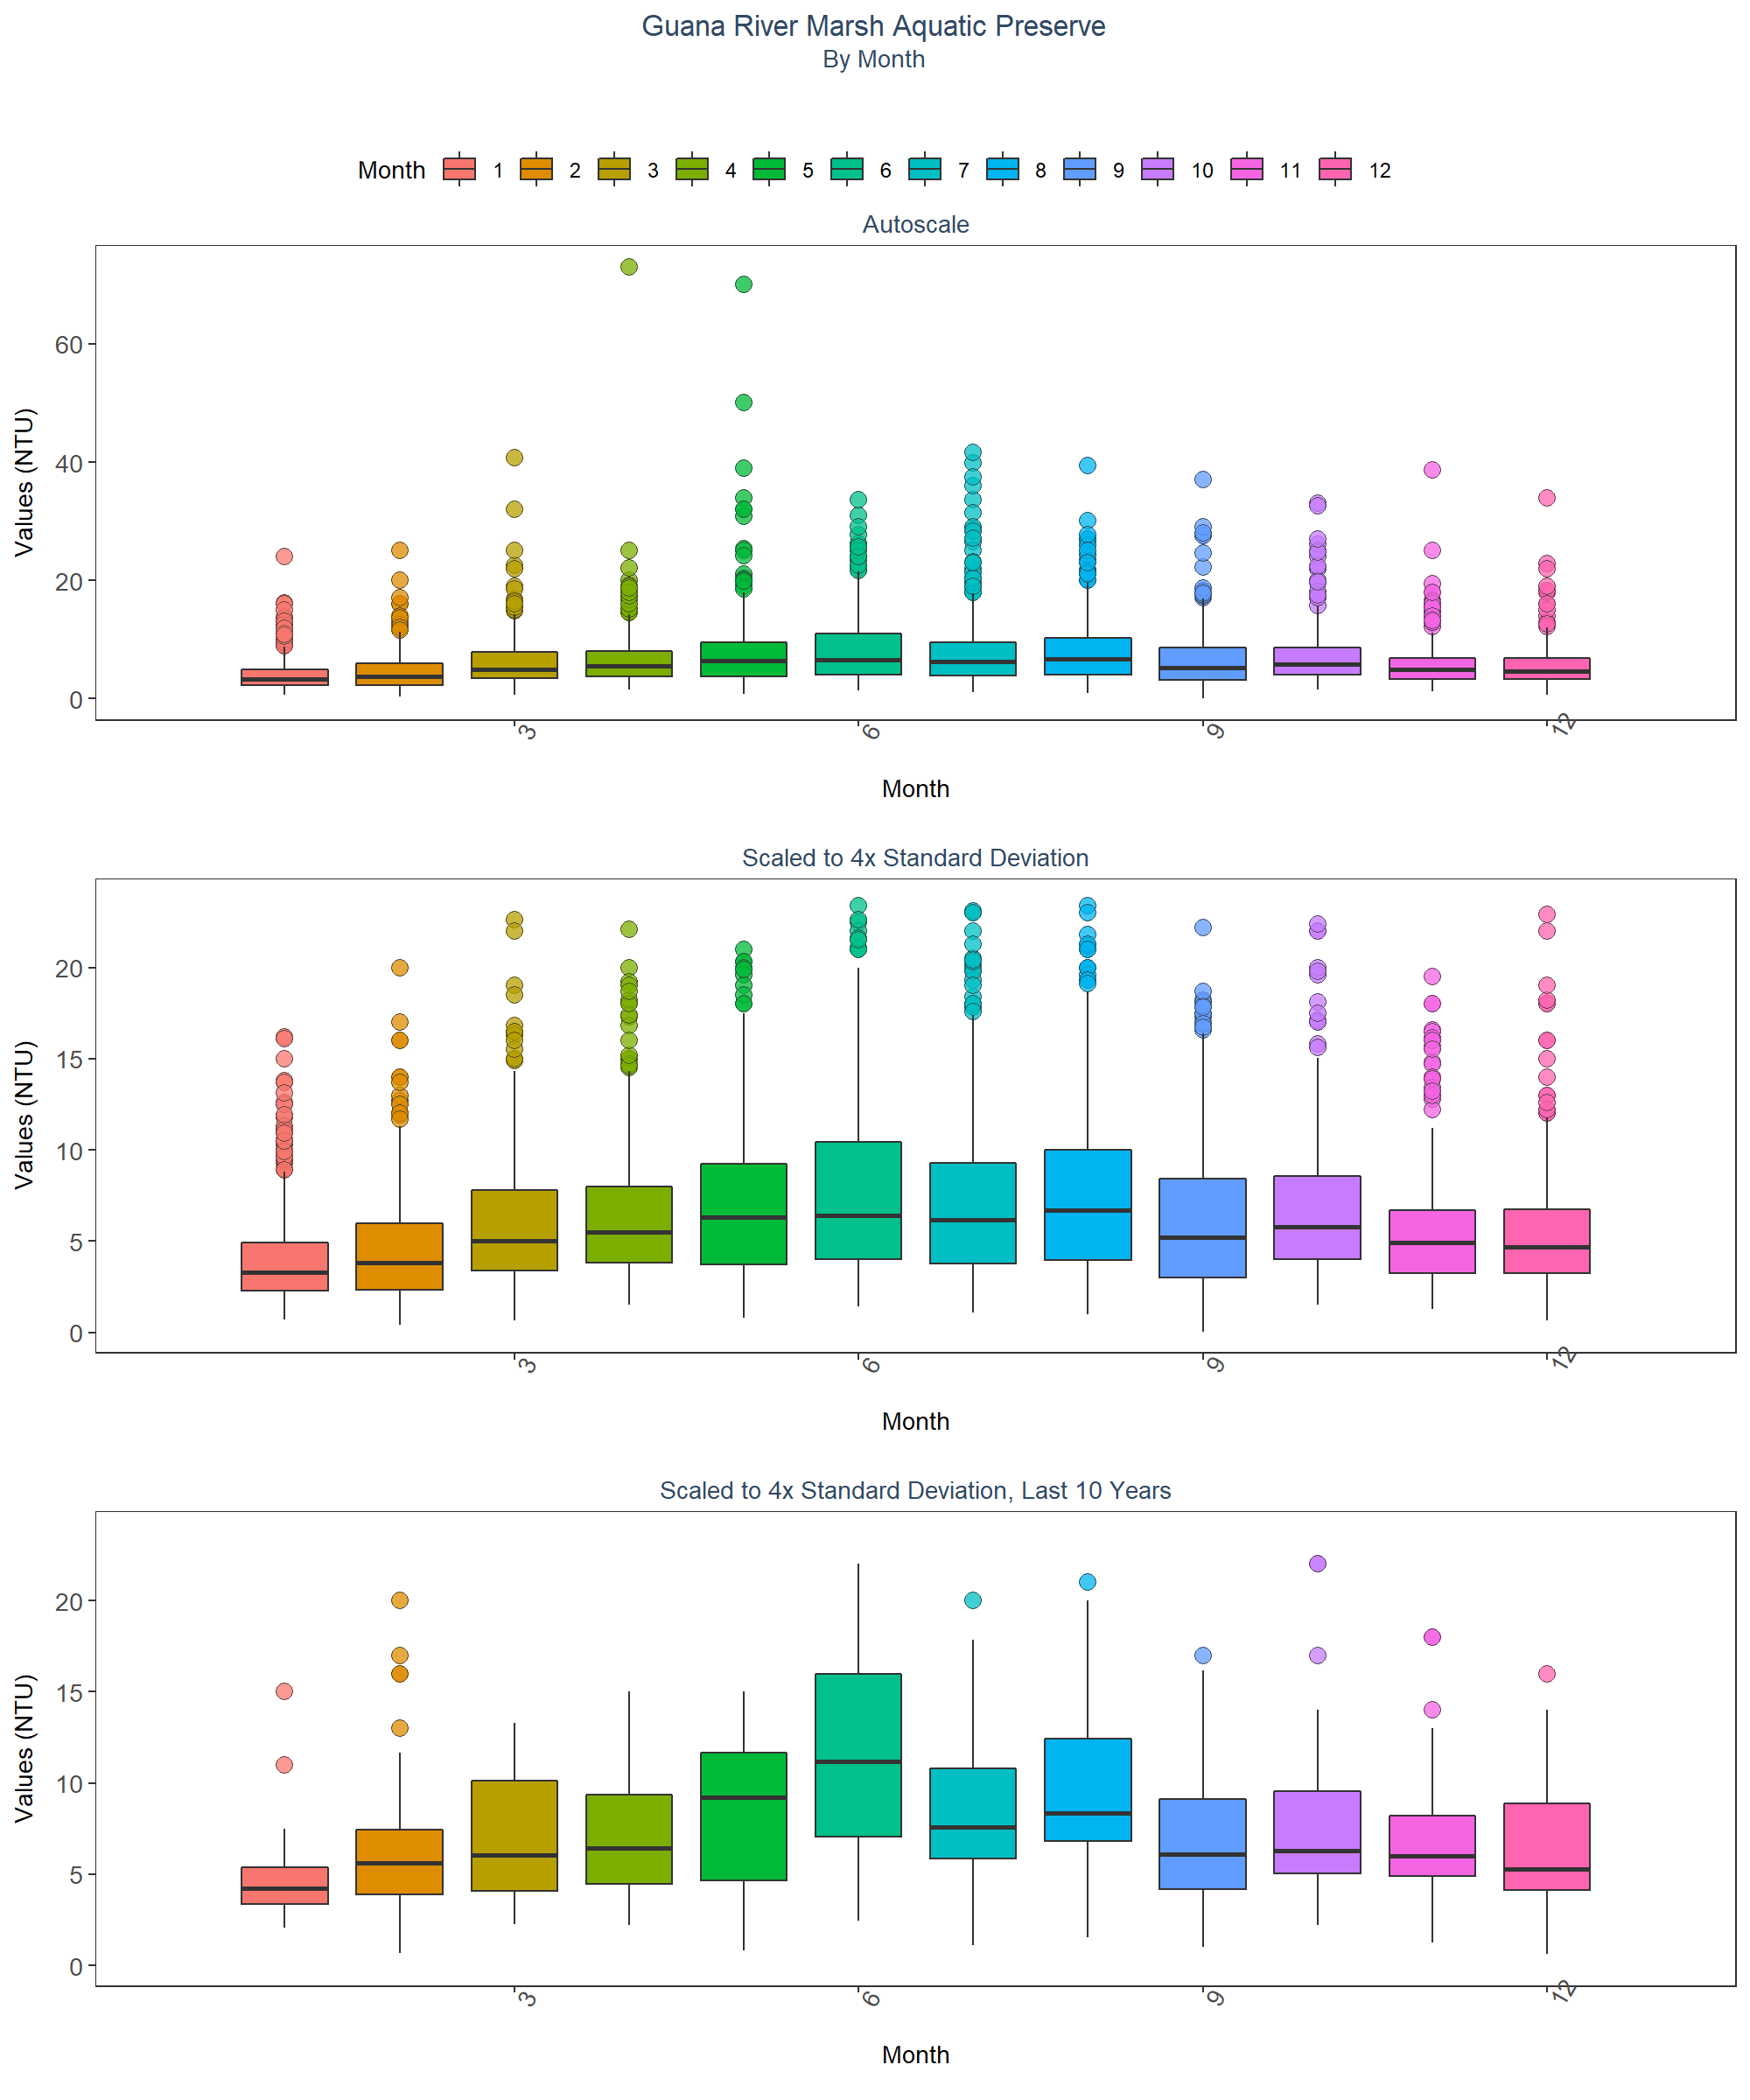 Guana River Marsh Aquatic Preserve
By Month
Month 1 2 3 4 5 6 7 8 9 10 11 12
Autoscale
Values (NTU)
60
40
20
0
3 6 9 12
Month
Scaled to 4x Standard Deviation
Values (NTU)
20
15
10
5
0
3 6 9 12
Month
Scaled to 4x Standard Deviation, Last 10 Years
Values (NTU)
20
15
10
5
0
3 6 9 12
Month